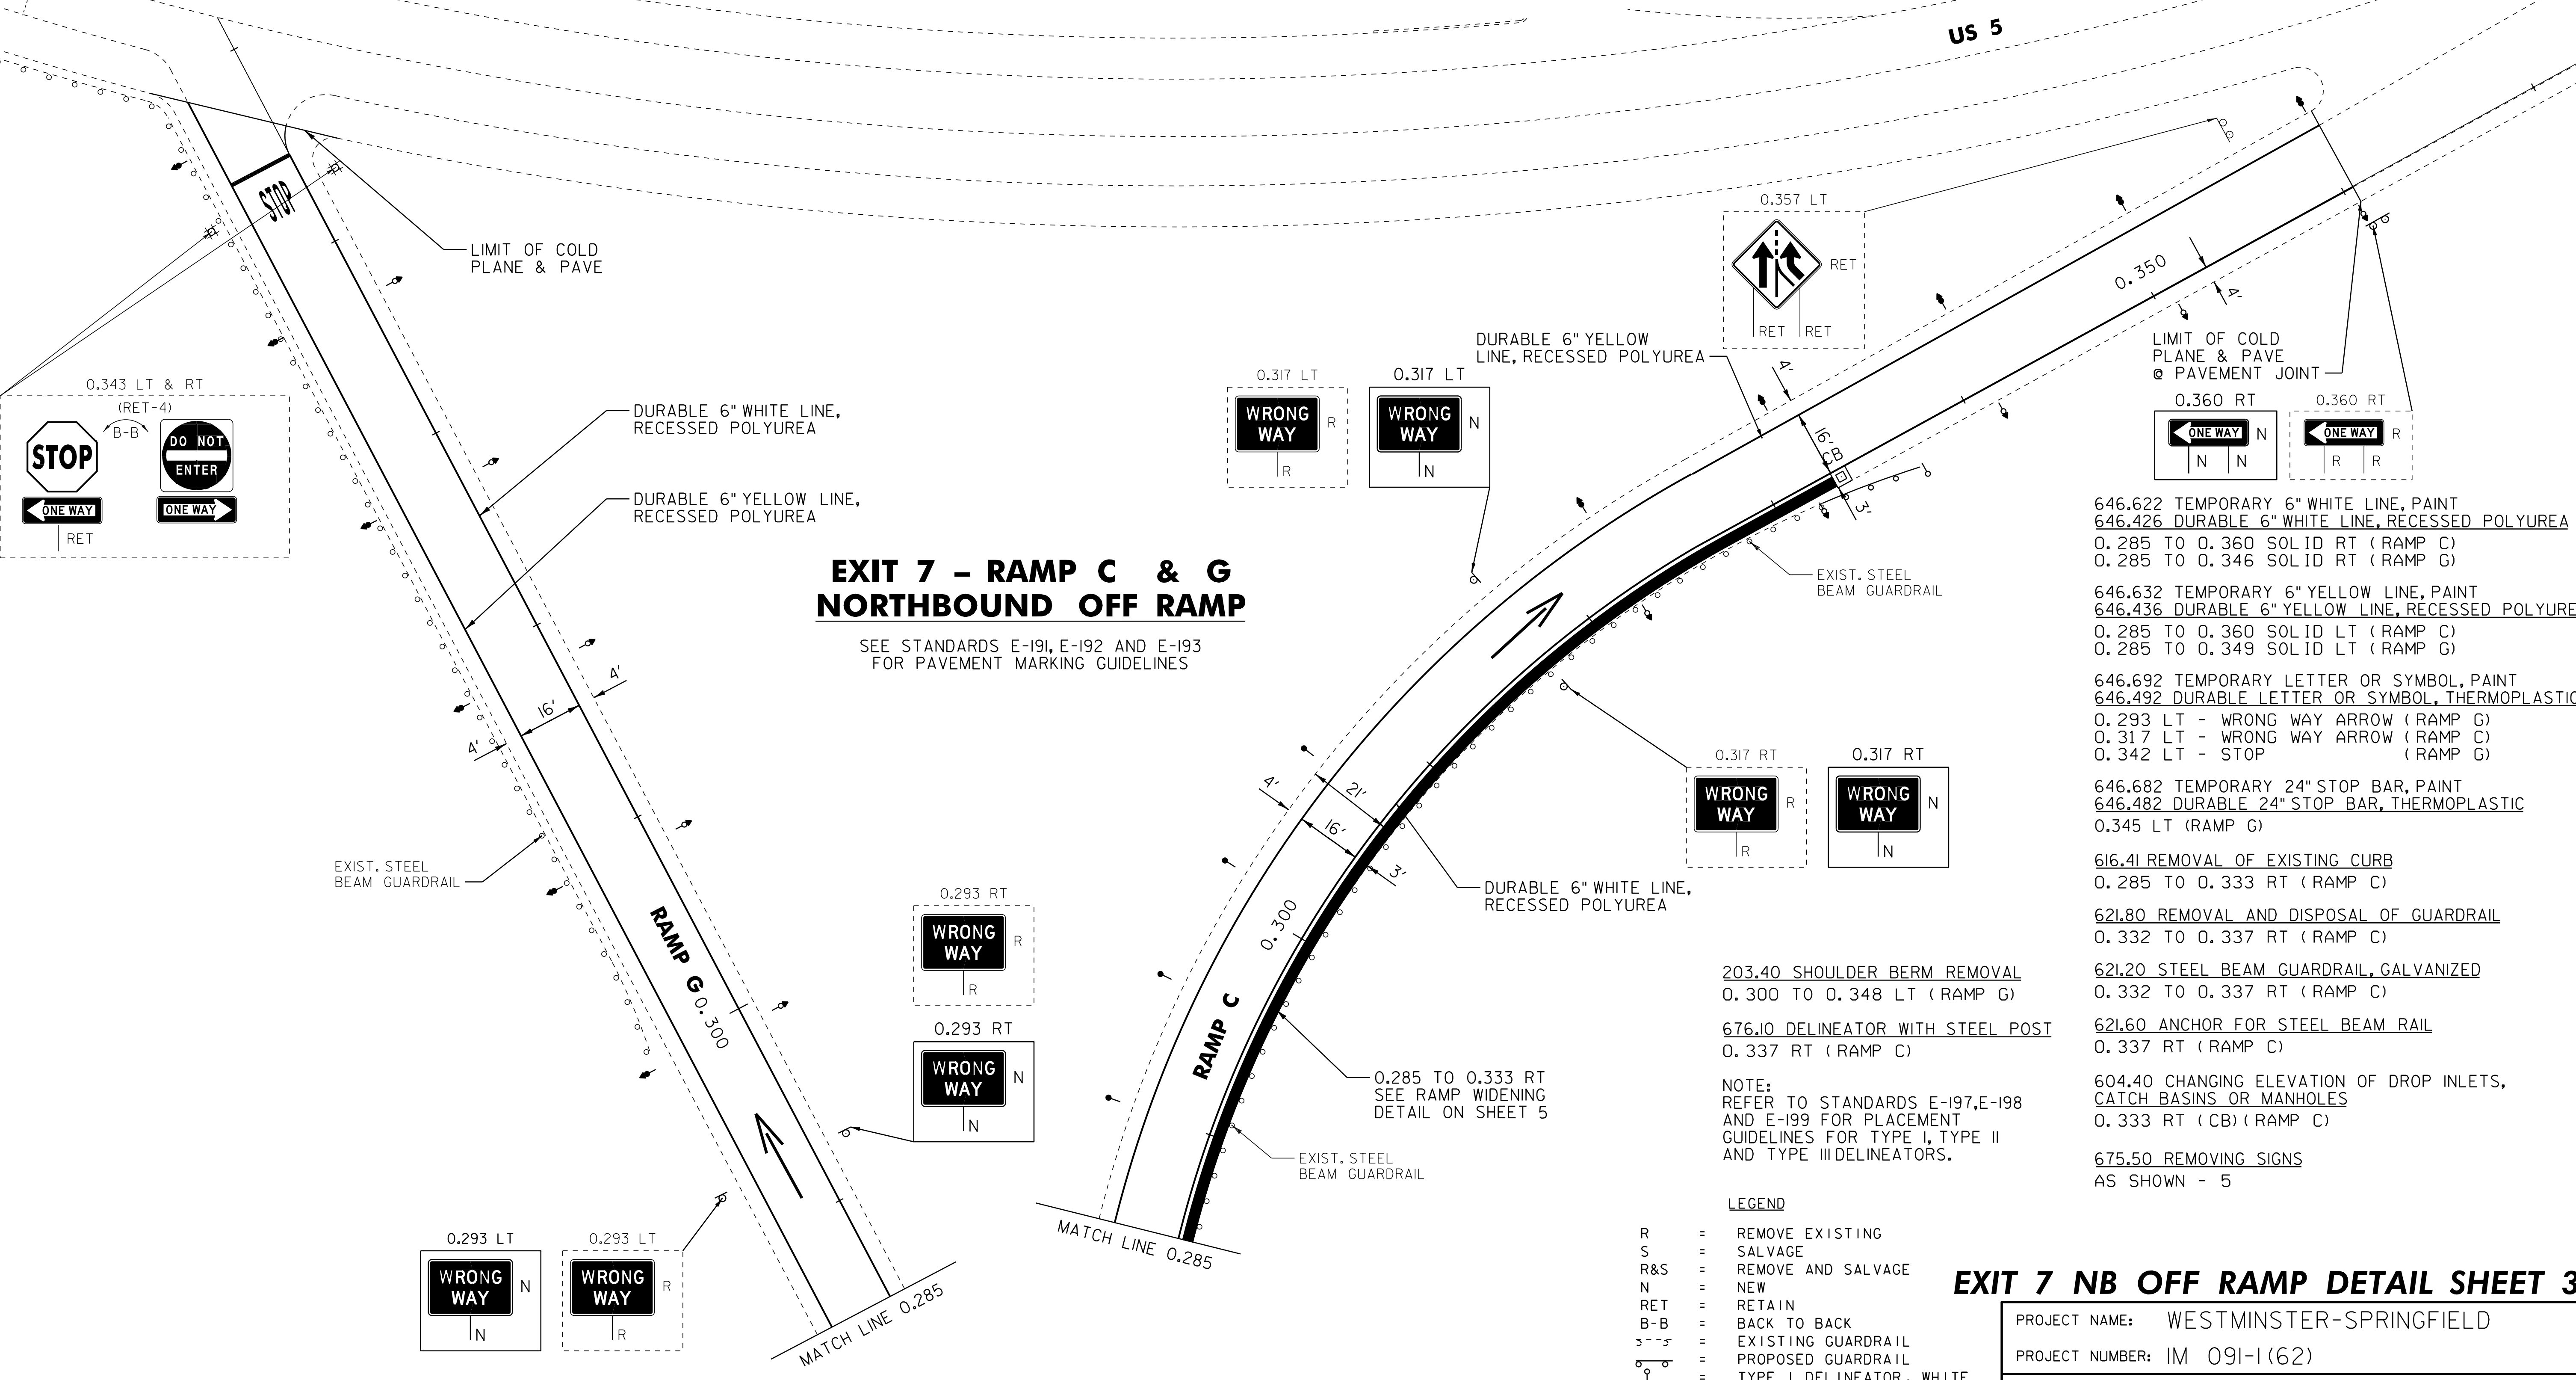 US 5
STOP
LIMIT OF COLD
PLANE & PAVE
0.343 LT & RT
(RET-4)
B-B
STOP
DO NOT
ENTER
ONE WAY
ONE WAY
RET
DURABLE 6" WHITE LINE,
RECESSED POLYUREA
DURABLE 6" YELLOW LINE,
RECESSED POLYUREA
EXIT 7 – RAMP C & G
NORTHBOUND OFF RAMP
SEE STANDARDS E-191, E-192 AND E-193
FOR PAVEMENT MARKING GUIDELINES
4'
16'
4'
EXIST. STEEL
BEAM GUARDRAIL
RAMP G
0.300
0.293 RT
WRONG
WAY
R
R
0.293 RT
WRONG
WAY
N
N
0.293 LT
WRONG
WAY
N
N
0.293 LT
WRONG
WAY
R
R
MATCH LINE 0.285
0.317 LT
WRONG
WAY
R
R
0.317 LT
WRONG
WAY
N
N
DURABLE 6" YELLOW
LINE, RECESSED POLYUREA
0.357 LT
RET
RET
RET
4'
16'
CB
3'
0.350
4'
EXIST. STEEL
BEAM GUARDRAIL
0.317 RT
WRONG
WAY
R
R
0.317 RT
WRONG
WAY
N
N
4'
21'
16'
3'
DURABLE 6" WHITE LINE,
RECESSED POLYUREA
0.300
RAMP C
0.285 TO 0.333 RT
SEE RAMP WIDENING
DETAIL ON SHEET 5
EXIST. STEEL
BEAM GUARDRAIL
MATCH LINE 0.285
LIMIT OF COLD
PLANE & PAVE
@ PAVEMENT JOINT
0.360 RT
ONE WAY
N
N
N
0.360 RT
ONE WAY
R
R
R
646.622 TEMPORARY 6" WHITE LINE, PAINT
646.426 DURABLE 6" WHITE LINE, RECESSED POLYUREA
0.285 TO 0.360 SOLID RT (RAMP C)
0.285 TO 0.346 SOLID RT (RAMP G)
646.632 TEMPORARY 6" YELLOW LINE, PAINT
646.436 DURABLE 6" YELLOW LINE, RECESSED POLYURE
0.285 TO 0.360 SOLID LT (RAMP C)
0.285 TO 0.349 SOLID LT (RAMP G)
646.692 TEMPORARY LETTER OR SYMBOL, PAINT
646.492 DURABLE LETTER OR SYMBOL, THERMOPLASTIC
0.293 LT - WRONG WAY ARROW (RAMP G)
0.317 LT - WRONG WAY ARROW (RAMP C)
0.342 LT - STOP (RAMP G)
646.682 TEMPORARY 24" STOP BAR, PAINT
646.482 DURABLE 24" STOP BAR, THERMOPLASTIC
0.345 LT (RAMP G)
616.41 REMOVAL OF EXISTING CURB
0.285 TO 0.333 RT (RAMP C)
621.80 REMOVAL AND DISPOSAL OF GUARDRAIL
0.332 TO 0.337 RT (RAMP C)
621.20 STEEL BEAM GUARDRAIL, GALVANIZED
0.332 TO 0.337 RT (RAMP C)
621.60 ANCHOR FOR STEEL BEAM RAIL
0.337 RT (RAMP C)
604.40 CHANGING ELEVATION OF DROP INLETS,
CATCH BASINS OR MANHOLES
0.333 RT (CB)(RAMP C)
675.50 REMOVING SIGNS
AS SHOWN - 5
203.40 SHOULDER BERM REMOVAL
0.300 TO 0.348 LT (RAMP G)
676.10 DELINEATOR WITH STEEL POST
0.337 RT (RAMP C)
NOTE:
REFER TO STANDARDS E-197,E-198
AND E-199 FOR PLACEMENT
GUIDELINES FOR TYPE I, TYPE II
AND TYPE III DELINEATORS.
LEGEND
R = REMOVE EXISTING
S = SALVAGE
R&S = REMOVE AND SALVAGE
N = NEW
RET = RETAIN
B-B = BACK TO BACK
= EXISTING GUARDRAIL
= PROPOSED GUARDRAIL
= TYPE I DELINEATOR, WHITE
EXIT 7 NB OFF RAMP DETAIL SHEET 3
PROJECT NAME: WESTMINSTER-SPRINGFIELD
PROJECT NUMBER: IM 091-1(62)